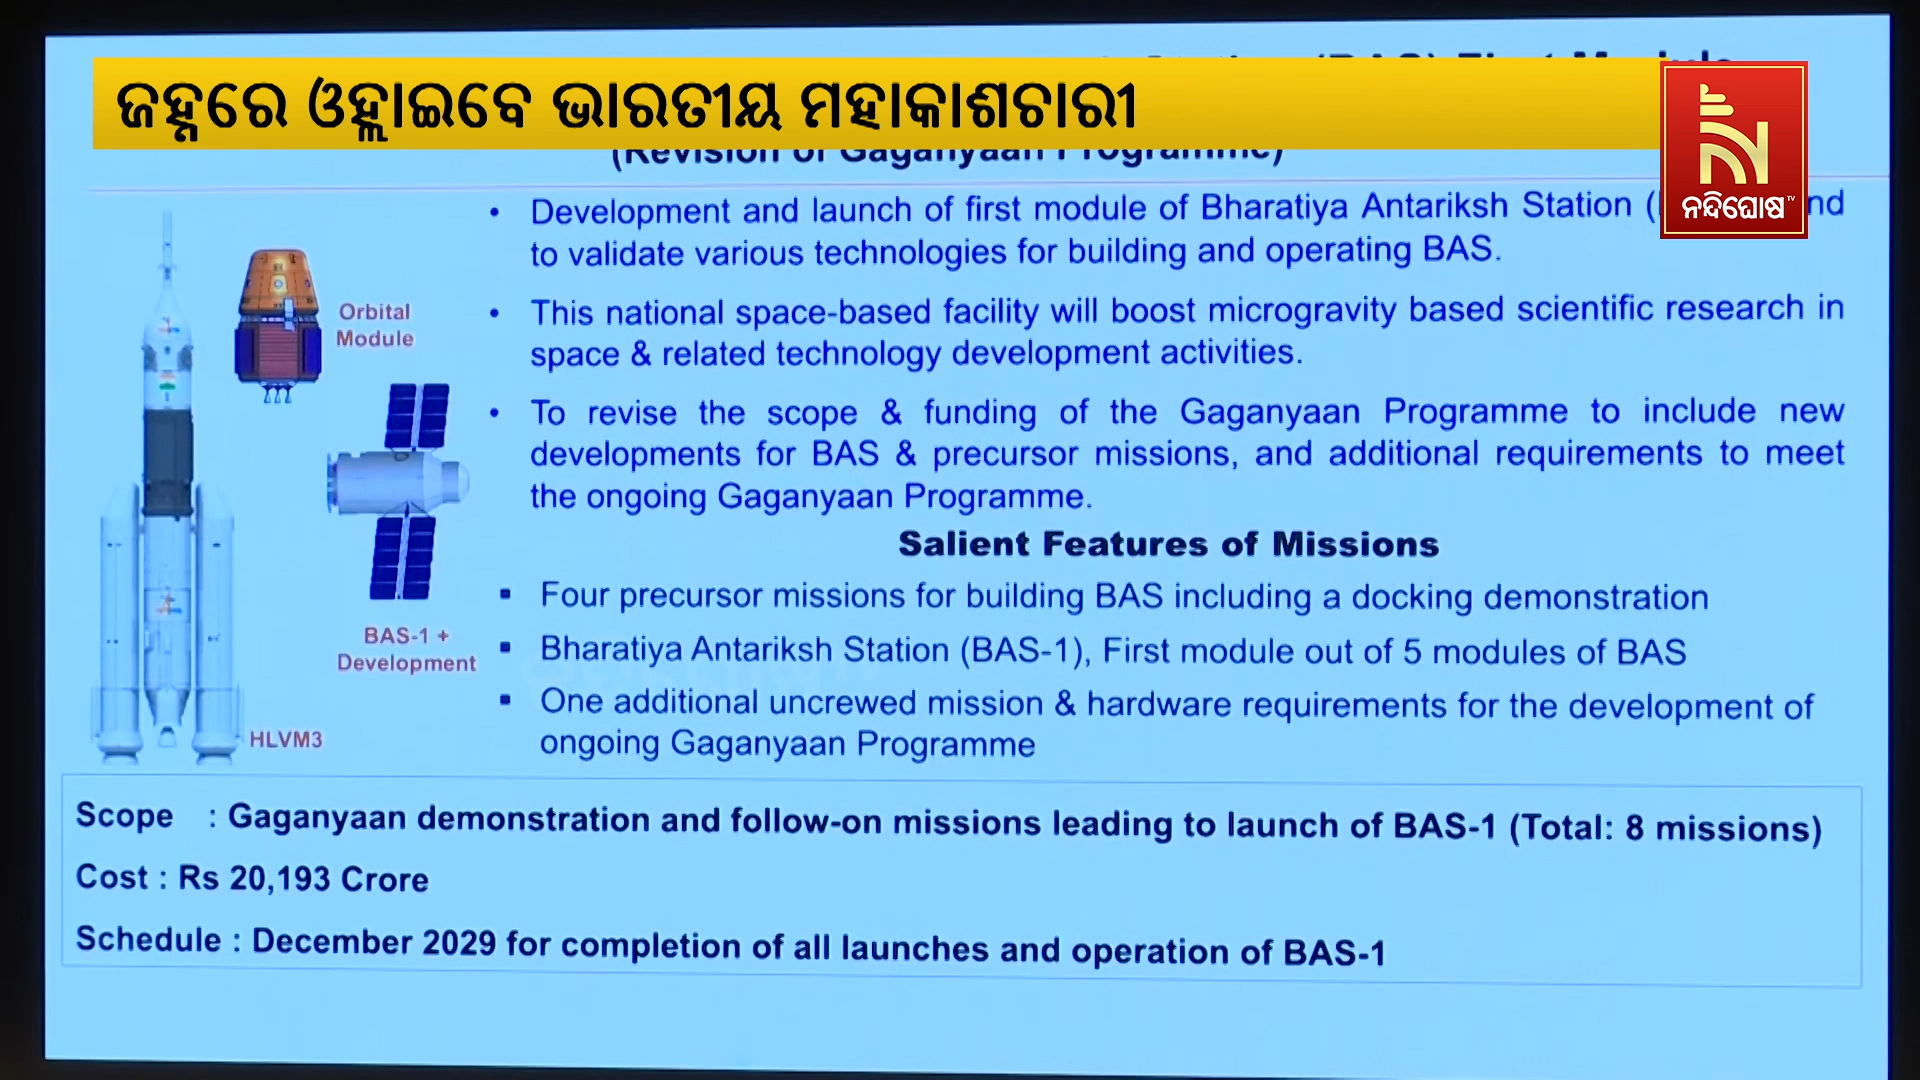 ଜହ୍ନରେ ଓହ୍ଲାଇବେ ଭାରତୀୟ ମହାକାଶଚାରୀ
ନନ୍ଦିଘୋଷ TV
(Revision of Gaganyaan Programme)
• Development and launch of first module of Bharatiya Antariksh Station ( nd
to validate various technologies for building and operating BAS.
• This national space-based facility will boost microgravity based scientific research in
space & related technology development activities.
• To revise the scope & funding of the Gaganyaan Programme to include new
developments for BAS & precursor missions, and additional requirements to meet
the ongoing Gaganyaan Programme.
Orbital
Module
BAS-1 +
Development
HLVM3
Salient Features of Missions
▪ Four precursor missions for building BAS including a docking demonstration
▪ Bharatiya Antariksh Station (BAS-1), First module out of 5 modules of BAS
▪ One additional uncrewed mission & hardware requirements for the development of
ongoing Gaganyaan Programme
Scope : Gaganyaan demonstration and follow-on missions leading to launch of BAS-1 (Total: 8 missions)
Cost : Rs 20,193 Crore
Schedule : December 2029 for completion of all launches and operation of BAS-1